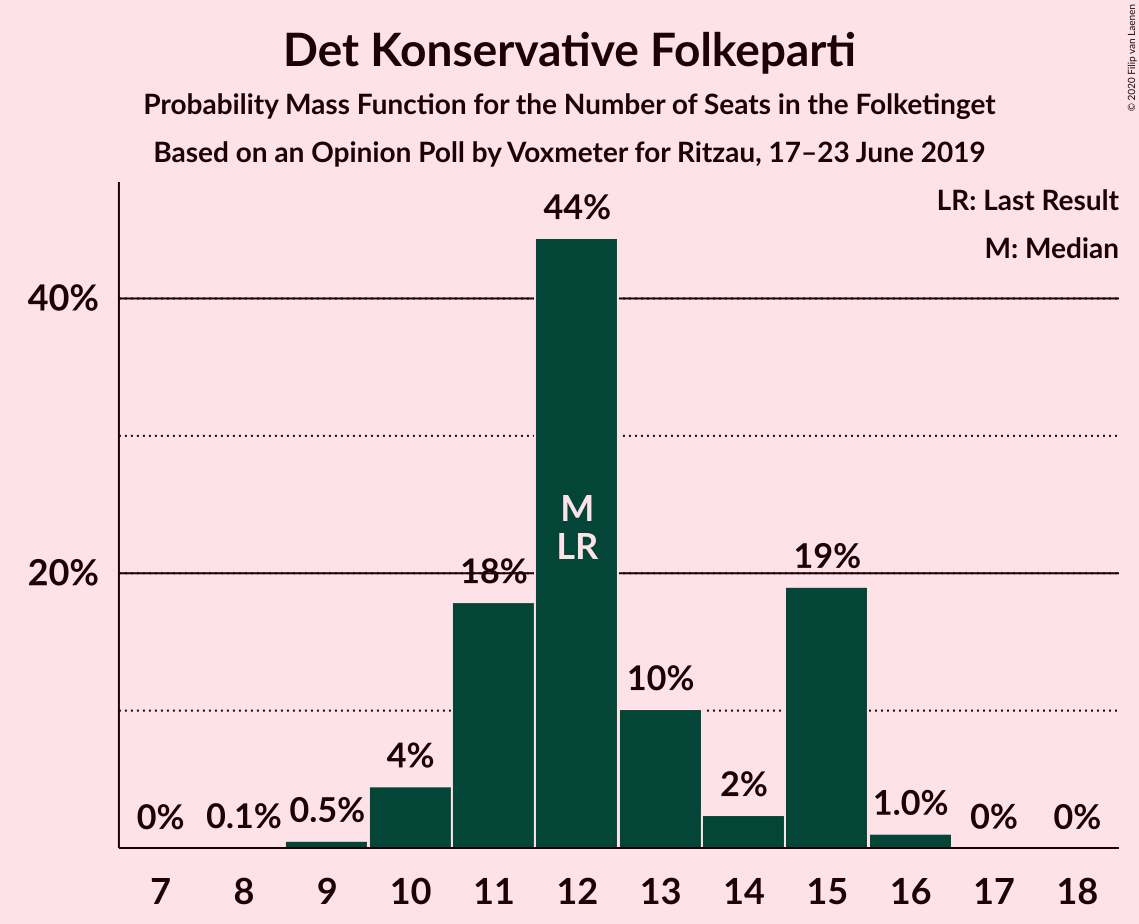 Det Konservative Folkeparti
Probability Mass Function for the Number of Seats in the Folketinget
Based on an Opinion Poll by Voxmeter for Ritzau, 17–23 June 2019
© 2020 Filip van Laenen
LR: Last Result
M: Median
40%
20%
0%
0.1%
0.5%
4%
18%
44%
M
LR
10%
2%
19%
1.0%
0%
0%
7 8 9 10 11 12 13 14 15 16 17 18